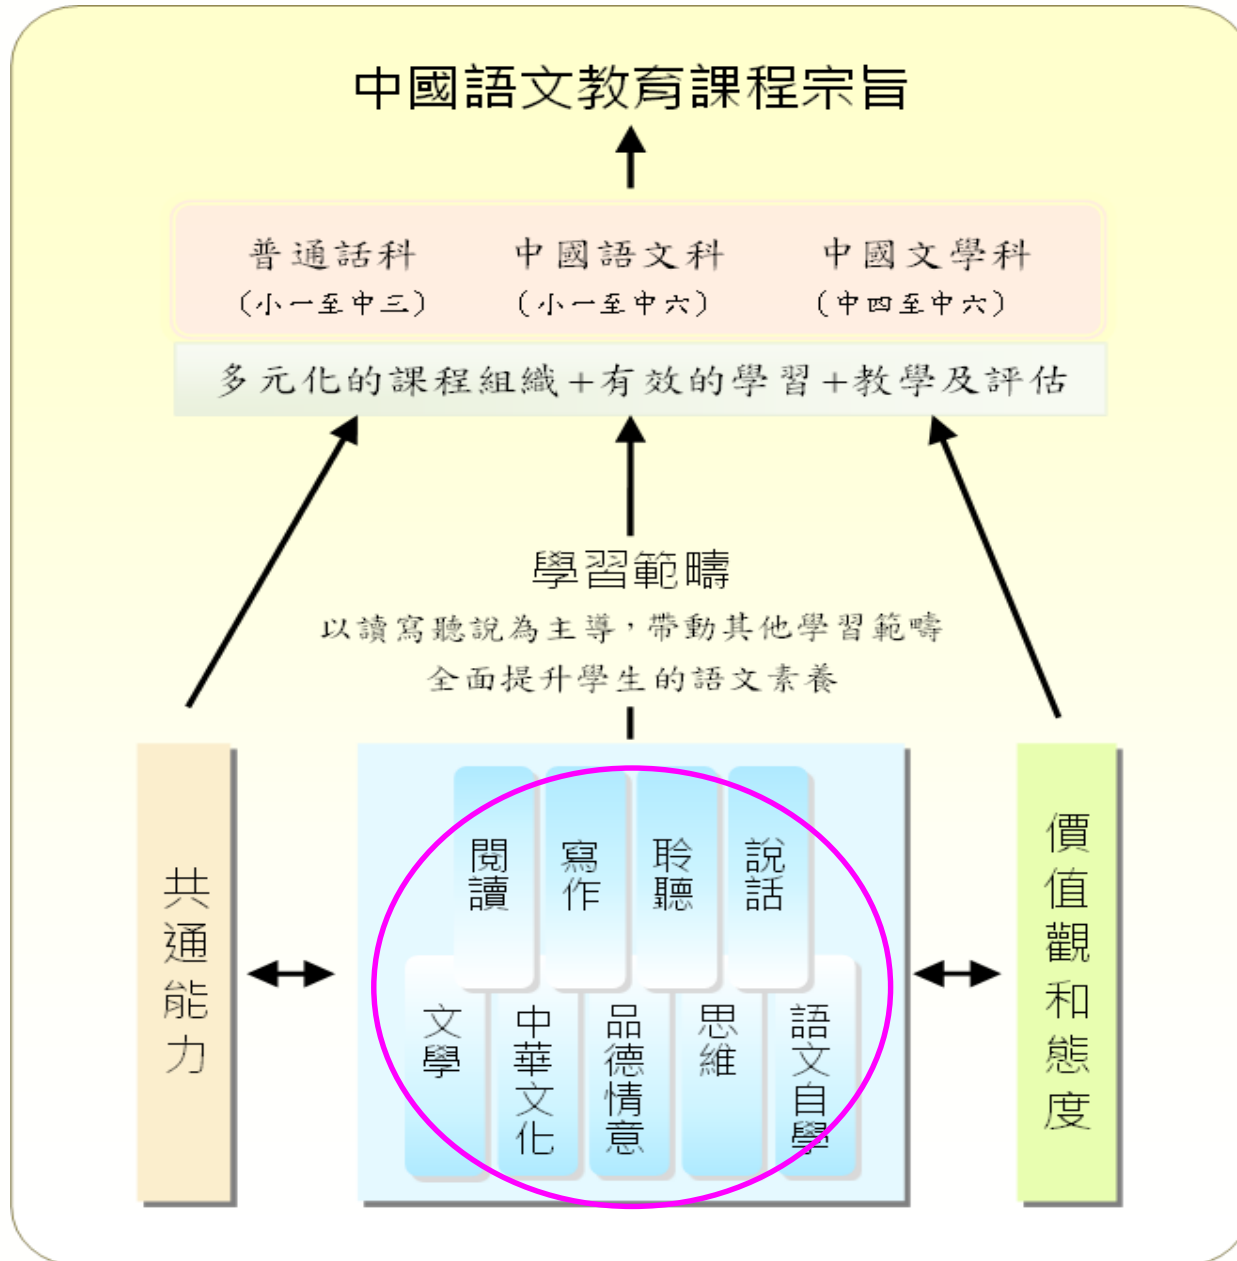 中國語文教育課程宗旨
普通話科 中國語文科 中國文學科
(小一至中三) (小一至中六) (中四至中六)
多元化的課程組織+有效的學習+教學及評估
學習範疇
以讀寫聽說為主導，帶動其他學習範疇
全面提升學生的語文素養
共通能力
閱讀
寫作
聆聽
說話
文學
中華文化
品德情意
思維
語文自學
價值觀和態度